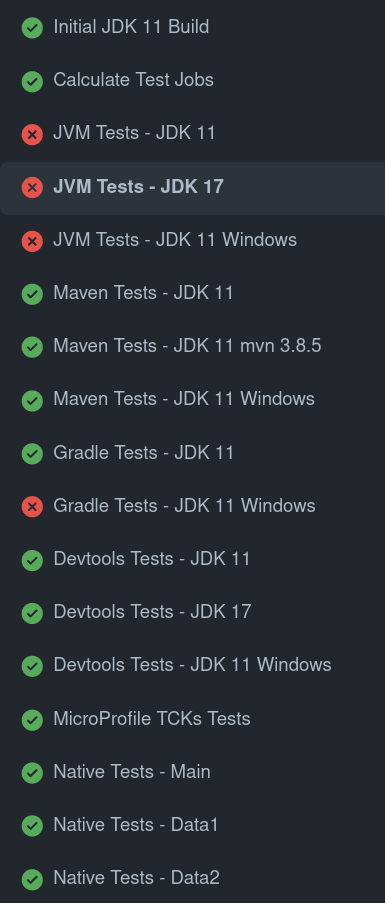 Initial JDK 11 Build
Calculate Test Jobs
JVM Tests - JDK 11
JVM Tests - JDK 17
JVM Tests - JDK 11 Windows
Maven Tests - JDK 11
Maven Tests - JDK 11 mvn 3.8.5
Maven Tests - JDK 11 Windows
Gradle Tests - JDK 11
Gradle Tests - JDK 11 Windows
Devtools Tests - JDK 11
Devtools Tests - JDK 17
Devtools Tests - JDK 11 Windows
MicroProfile TCKs Tests
Native Tests - Main
Native Tests - Data1
Native Tests - Data2